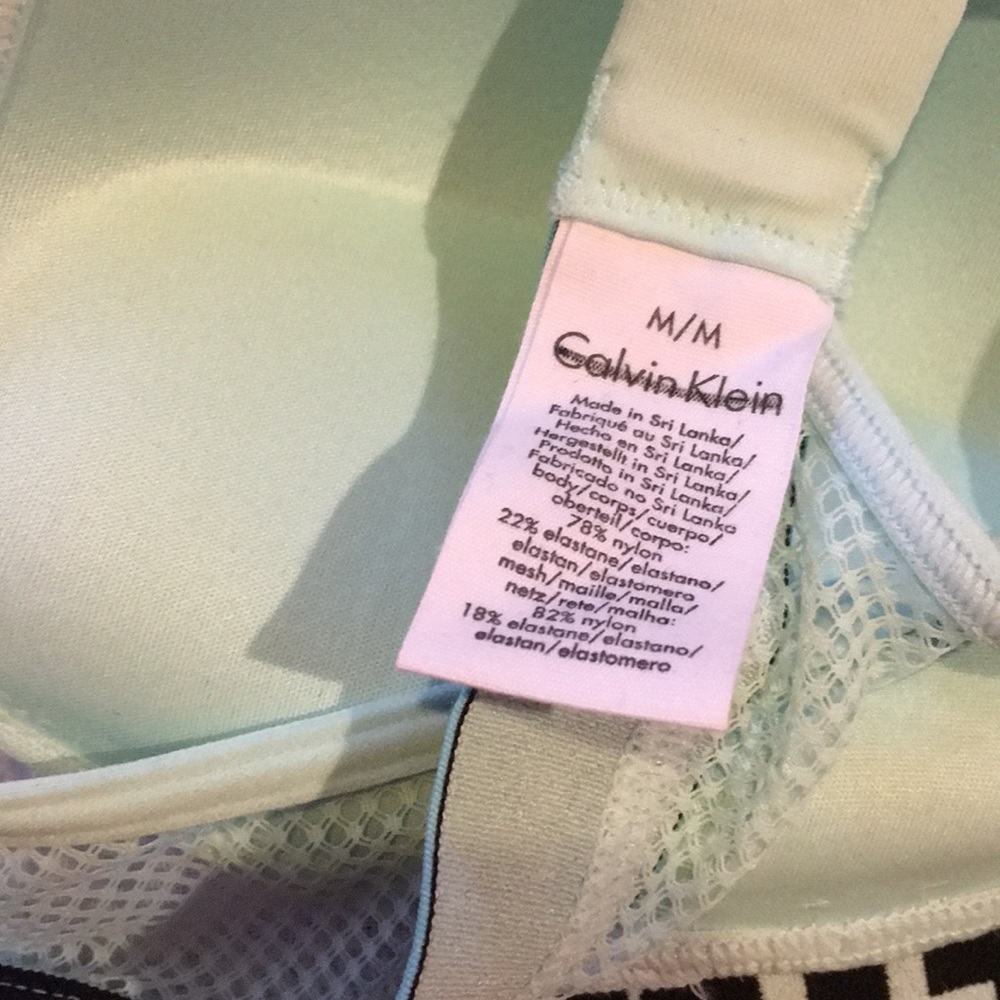 M/M
Calvin Klein
Made in Sri Lanka/
Fabriqué au Sri Lanka/
Hecho en Sri Lanka/
Hergestellt in Sri Lanka/
Prodotto in Sri Lanka/
Fabricado no Sri Lanka
body/corps/cuerpo/
oberteil/corpo:
78% nylon
22% elastane/elastano/
elastan/elastomero
mesh/maille/malla/
netz/rete/malha:
82% nylon
18% elastane/elastano/
elastan/elastomero